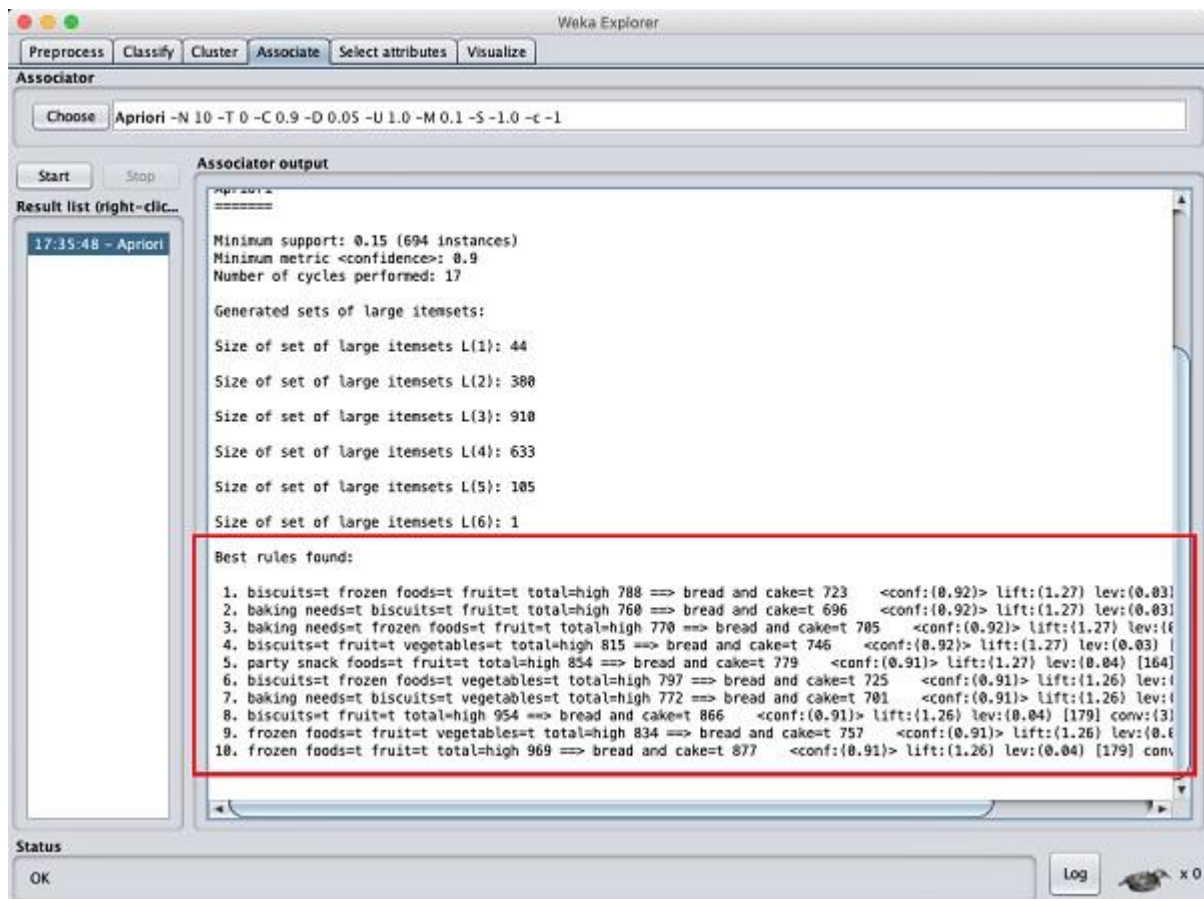 Weka Explorer
Preprocess Classify Cluster Associate Select attributes Visualize
Associator
Choose Apriori -N 10 -T 0 -C 0.9 -D 0.05 -U 1.0 -M 0.1 -S -1.0 -c -1
Start Stop
Associator output
Result list (right-clic...
17:35:48 - Apriori
Apriori
=======
Minimum support: 0.15 (694 instances)
Minimum metric <confidence>: 0.9
Number of cycles performed: 17
Generated sets of large itemsets:
Size of set of large itemsets L(1): 44
Size of set of large itemsets L(2): 380
Size of set of large itemsets L(3): 910
Size of set of large itemsets L(4): 633
Size of set of large itemsets L(5): 105
Size of set of large itemsets L(6): 1
Best rules found:
1. biscuits=t frozen foods=t fruit=t total=high 788 ==> bread and cake=t 723 <conf:(0.92)> lift:(1.27) lev:(0.03)
2. baking needs=t biscuits=t fruit=t total=high 760 ==> bread and cake=t 696 <conf:(0.92)> lift:(1.27) lev:(0.03)
3. baking needs=t frozen foods=t fruit=t total=high 770 ==> bread and cake=t 705 <conf:(0.92)> lift:(1.27) lev:(
4. biscuits=t fruit=t vegetables=t total=high 815 ==> bread and cake=t 746 <conf:(0.92)> lift:(1.27) lev:(0.03) [
5. party snack foods=t fruit=t total=high 854 ==> bread and cake=t 779 <conf:(0.91)> lift:(1.27) lev:(0.04) [164]
6. biscuits=t frozen foods=t vegetables=t total=high 797 ==> bread and cake=t 725 <conf:(0.91)> lift:(1.26) lev:(
7. baking needs=t biscuits=t vegetables=t total=high 772 ==> bread and cake=t 701 <conf:(0.91)> lift:(1.26) lev:(
8. biscuits=t fruit=t total=high 954 ==> bread and cake=t 866 <conf:(0.91)> lift:(1.26) lev:(0.04) [179] conv:(3)
9. frozen foods=t fruit=t vegetables=t total=high 834 ==> bread and cake=t 757 <conf:(0.91)> lift:(1.26) lev:(0.
10. frozen foods=t fruit=t total=high 969 ==> bread and cake=t 877 <conf:(0.91)> lift:(1.26) lev:(0.04) [179] conv
Status
OK
Log x 0